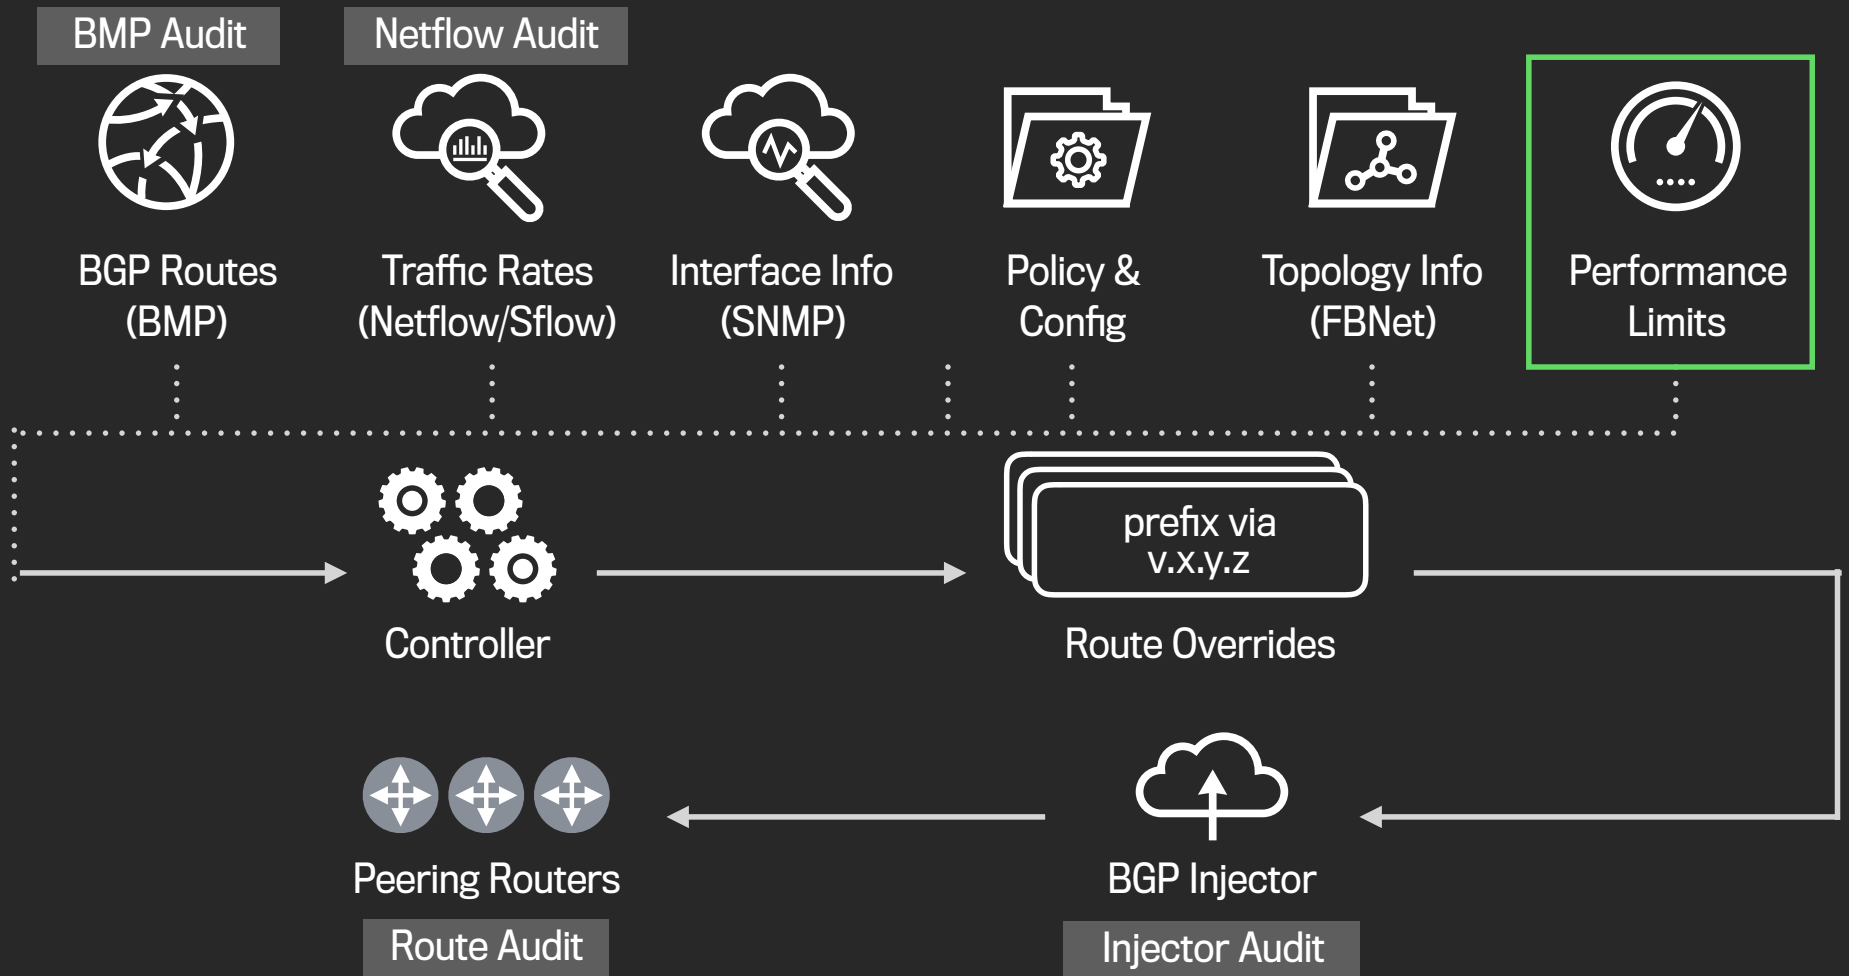 BMP Audit
Netflow Audit
BGP Routes
(BMP)
Traffic Rates
(Netflow/Sflow)
Interface Info
(SNMP)
Policy &
Config
Topology Info
(FBNet)
Performance
Limits
Controller
prefix via
v.x.y.z
Route Overrides
Peering Routers
Route Audit
BGP Injector
Injector Audit